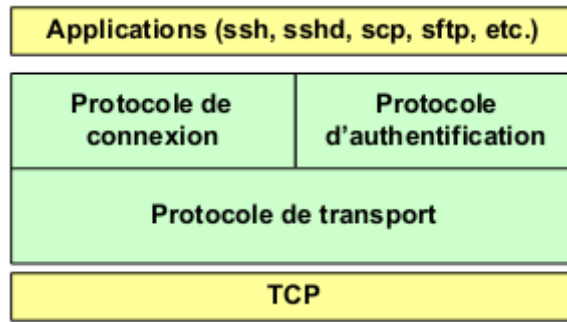 Applications (ssh, sshd, scp, sftp, etc.)
Protocole de
connexion
Protocole
d'authentification
Protocole de transport
TCP